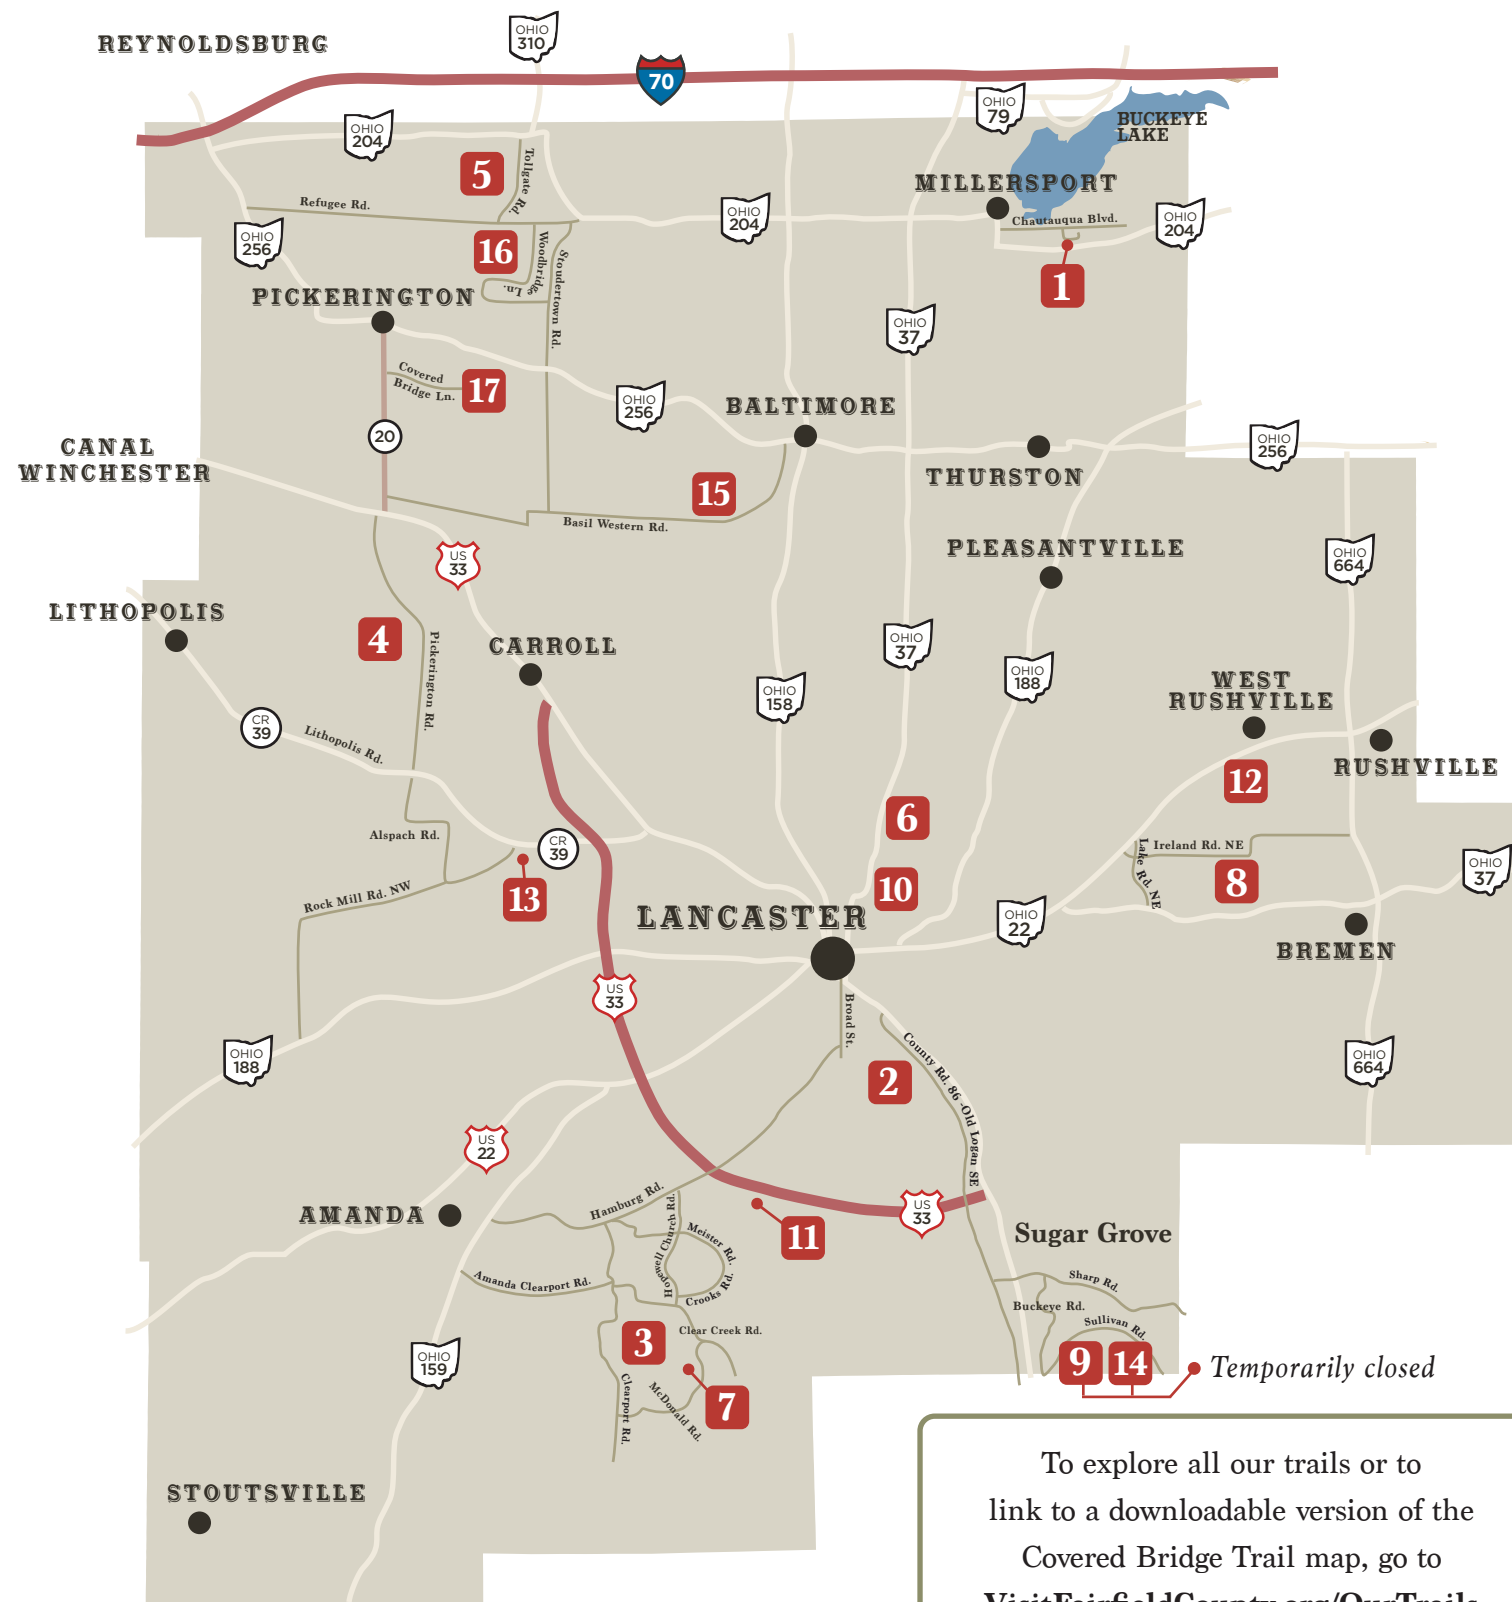 REYNOLDSBURG
OHIO
310
70
OHIO
79
BUCKEYE
LAKE
OHIO
204
5
Tollgate Rd.
MILLERSPORT
Refugee Rd.
OHIO
204
Chautauqua Blvd.
OHIO
204
OHIO
256
16
Woodbridge Ln.
Stoudertown Rd.
1
PICKERINGTON
OHIO
37
Covered
Bridge Ln.
17
OHIO
256
BALTIMORE
20
CANAL
WINCHESTER
OHIO
256
THURSTON
15
Basil Western Rd.
US
33
PLEASANTVILLE
OHIO
664
LITHOPOLIS
4
Pickerington Rd.
CARROLL
OHIO
37
OHIO
188
OHIO
158
WEST
RUSHVILLE
CR
39
Lithopolis Rd.
RUSHVILLE
12
6
Alspach Rd.
CR
39
Ireland Rd. NE
Lake Rd. NE
OHIO
37
8
10
13
Rock Mill Rd. NW
LANCASTER
OHIO
22
BREMEN
US
33
Broad St.
OHIO
188
County Rd. 86 -Old Logan SE
OHIO
664
2
US
22
AMANDA
Hamburg Rd.
Hopewell Church Rd.
Meister Rd.
US
33
11
Sugar Grove
Amanda Clearport Rd.
Crooks Rd.
Sharp Rd.
Buckeye Rd.
Sullivan Rd.
3
Clear Creek Rd.
OHIO
159
9
14
Temporarily closed
Clearport Rd.
McDonald Rd.
7
To explore all our trails or to
link to a downloadable version of the
Covered Bridge Trail map, go to
VisitFairfieldCounty.org/OurTrails
STOUTSVILLE